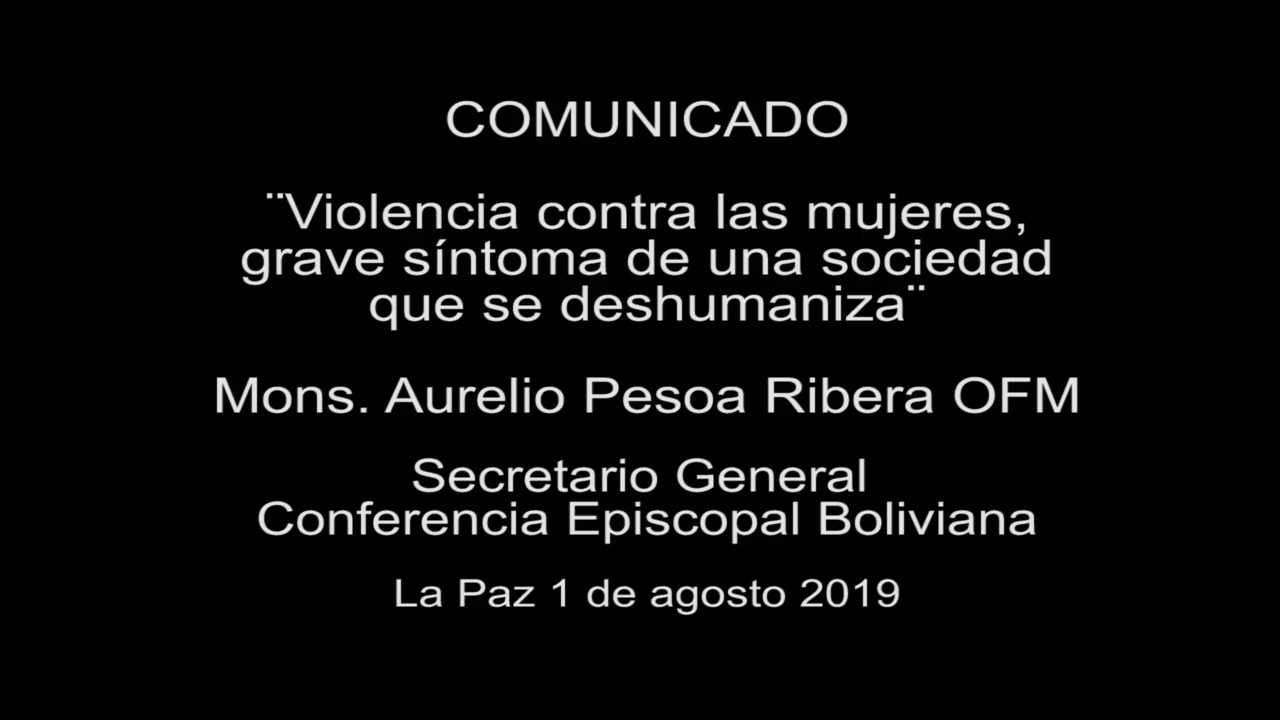 COMUNICADO
¨Violencia contra las mujeres,
grave síntoma de una sociedad
que se deshumaniza¨
Mons. Aurelio Pesoa Ribera OFM
Secretario General
Conferencia Episcopal Boliviana
La Paz 1 de agosto 2019